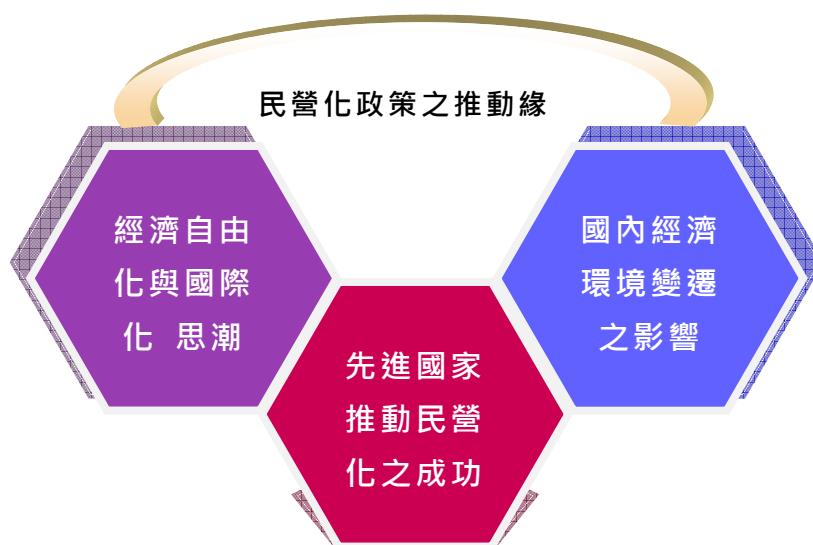 民營化政策之推動緣
經濟自由
化與國際
化 思潮
國內經濟
環境變遷
之影響
先進國家
推動民營
化之成功